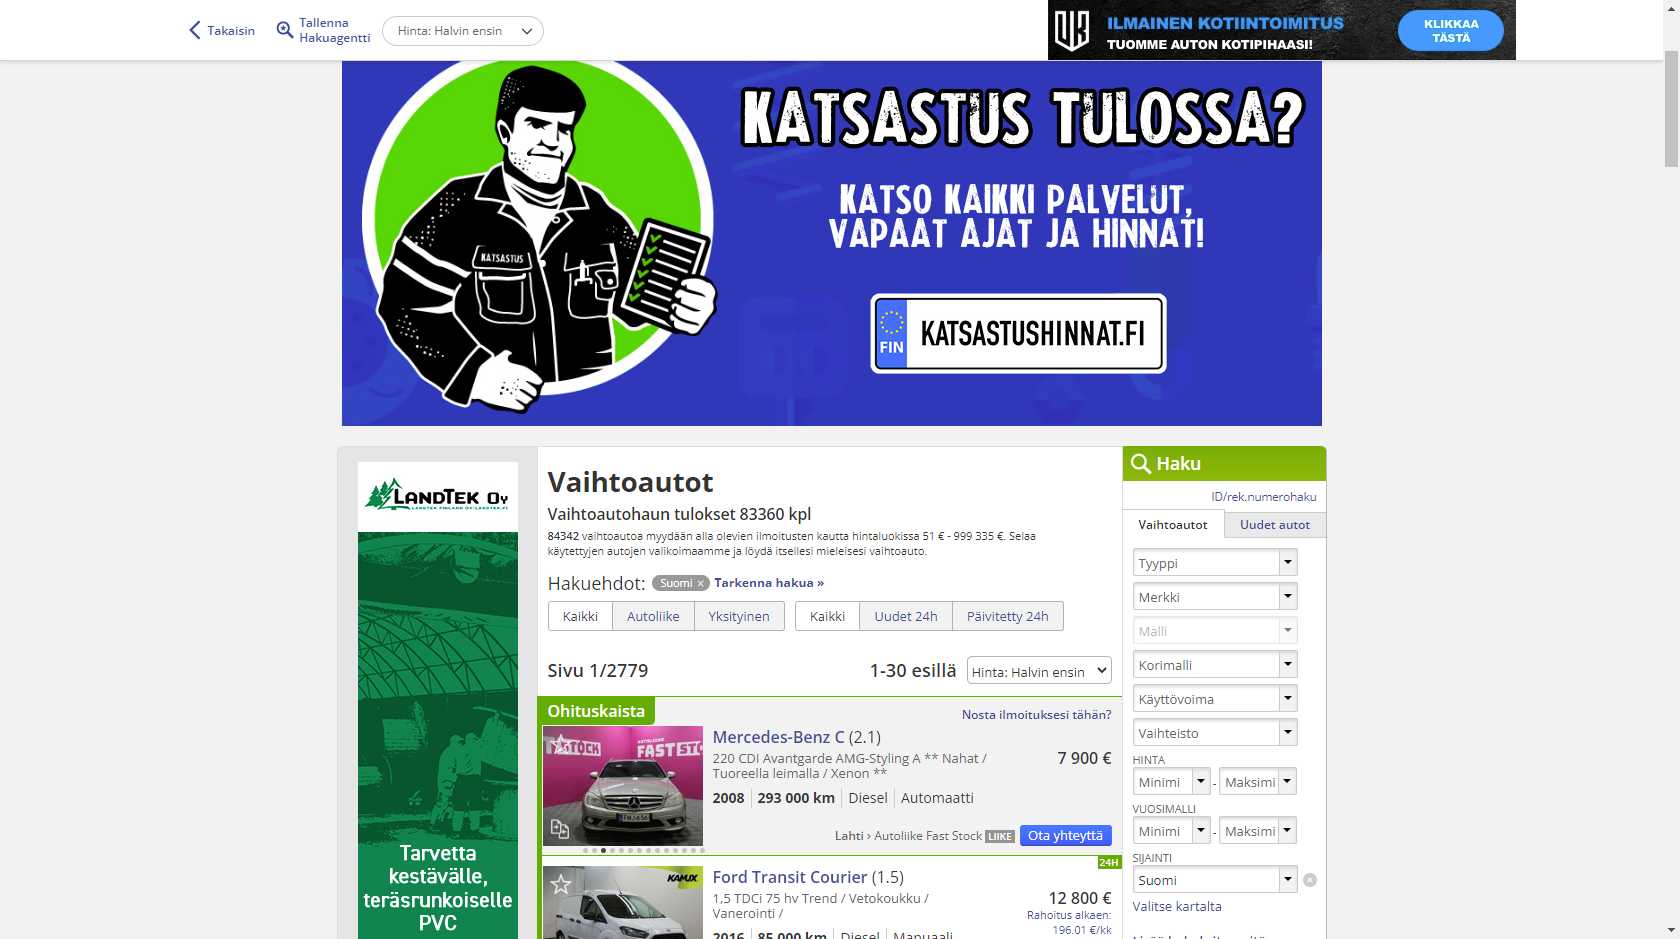 Takaisin
Tallenna
Hakuagentti
Hinta: Halvin ensin
ILMAINEN KOTIINTOIMITUS
TUOMME AUTON KOTIPIHAASI!
KLIKKAA
TÄSTÄ
KATSASTUS TULOSSA?
KATSO KAIKKI PALVELUT,
VAPAAT AJAT JA HINNAT!
KATSASTUS
FIN
KATSASTUSHINNAT.FI
LANDTEK OY
LANDTEK FINLAND OY/LANDTEK.FI
Tarvetta
kestävälle,
teräsrunkoiselle
PVC
Vaihtoautot
Vaihtoautohaun tulokset 83360 kpl
84342 vaihtoautoa myydään alla olevien ilmoitusten kautta hintaluokissa 51 € - 999 335 €. Selaa
käytettyjen autojen valikoimaamme ja löydä itsellesi mieleisesi vaihtoauto.
Hakuehdot: Suomi × Tarkenna hakua »
Kaikki Autoliike Yksityinen Kaikki Uudet 24h Päivitetty 24h
Sivu 1/2779 1-30 esillä Hinta: Halvin ensin
Ohituskaista
Nosta ilmoituksesi tähän?
Mercedes-Benz C (2.1)
7 900 €
220 CDI Avantgarde AMG-Styling A ** Nahat /
Tuoreella leimalla / Xenon **
2008 293 000 km Diesel Automaatti
Lahti › Autoliike Fast Stock LIIKE Ota yhteyttä
24H
KAMUX
Ford Transit Courier (1.5)
12 800 €
1,5 TDCi 75 hv Trend / Vetokoukku /
Vanerointi /
Rahoitus alkaen:
196.01 €/kk
2016 85 000 km Diesel Manuaali
Haku
ID/rek.numerohaku
Vaihtoautot Uudet autot
Tyyppi
Merkki
Malli
Korimalli
Käyttövoima
Vaihteisto
HINTA
Minimi - Maksimi
VUOSIMALLI
Minimi - Maksimi
SIJAINTI
Suomi
Valitse kartalta